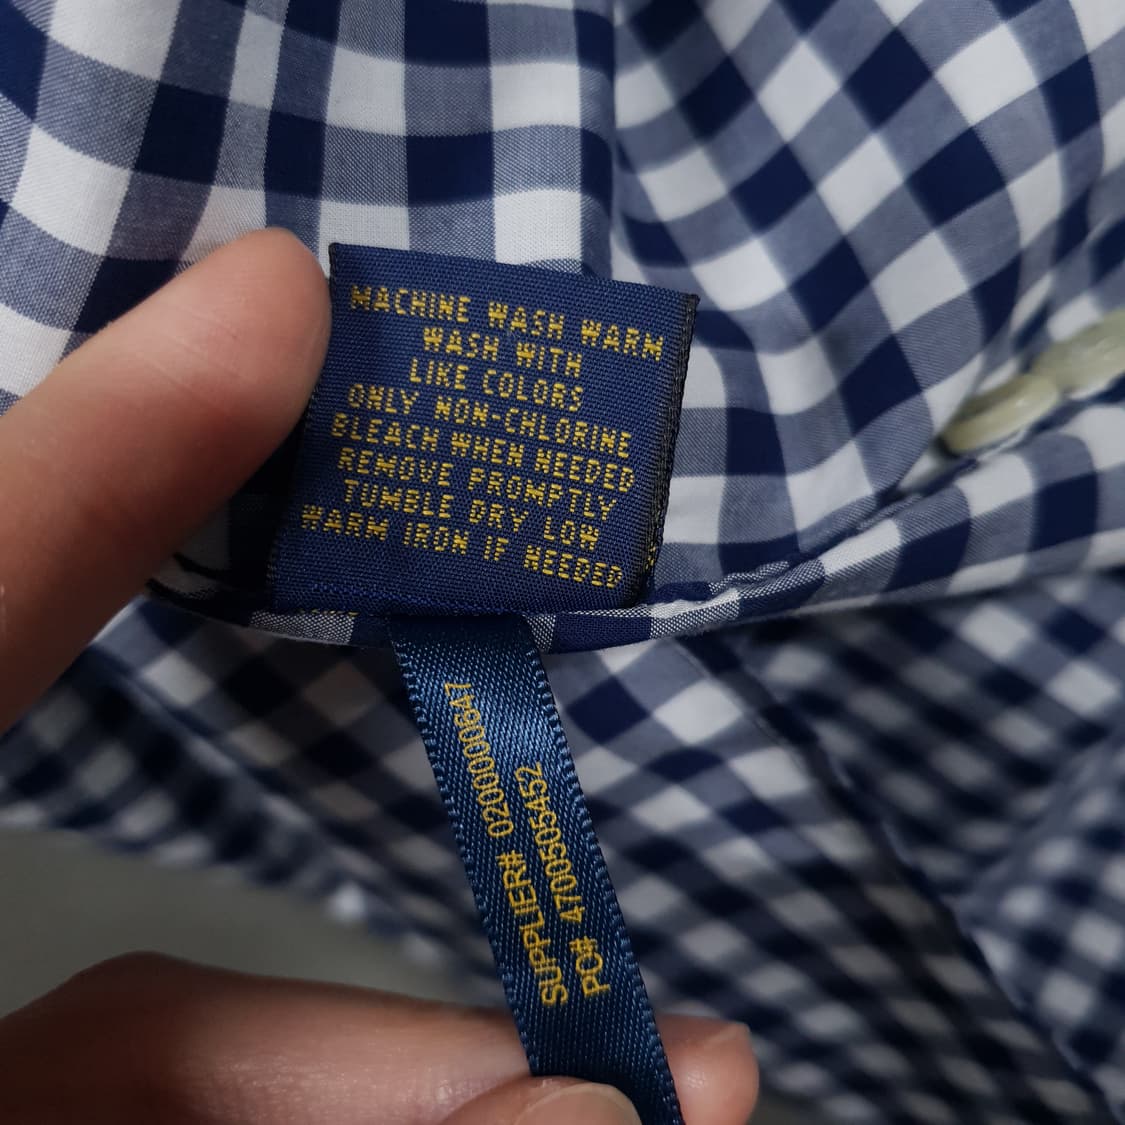 MACHINE WASH WARM
WASH WITH
LIKE COLORS
ONLY NON-CHLORINE
BLEACH WHEN NEEDED
REMOVE PROMPTLY
TUMBLE DRY LOW
WARM IRON IF NEEDED
SUPPLIER# 0200000647
PO# 4700505452